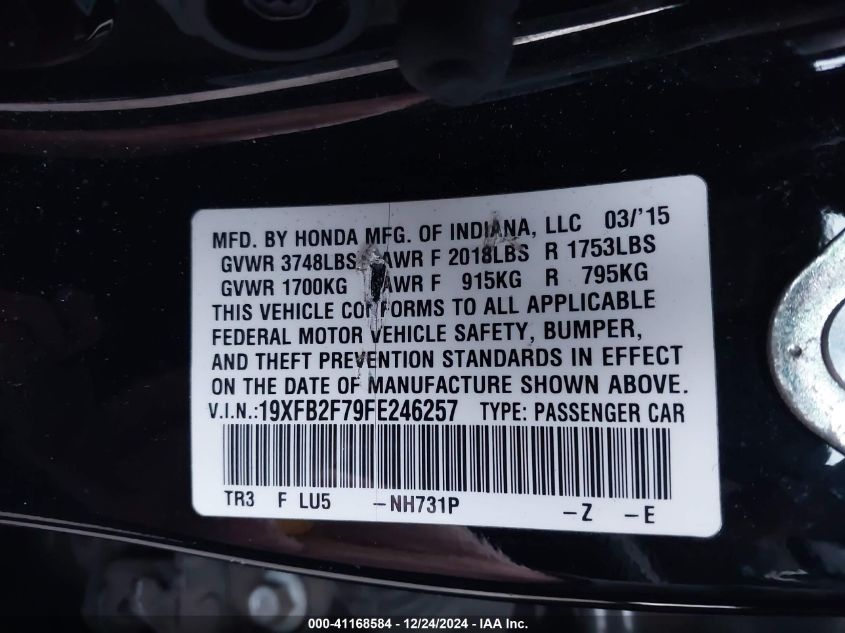 MFD. BY HONDA MFG. OF INDIANA, LLC 03/'15
GVWR 3748LBS GAWR F 2018LBS R 1753LBS
GVWR 1700KG GAWR F 915KG R 795KG
THIS VEHICLE CONFORMS TO ALL APPLICABLE
FEDERAL MOTOR VEHICLE SAFETY, BUMPER,
AND THEFT PREVENTION STANDARDS IN EFFECT
ON THE DATE OF MANUFACTURE SHOWN ABOVE.
V.I.N.:19XFB2F79FE246257 TYPE: PASSENGER CAR
TR3 F LU5 -NH731P -Z -E
000-41168584 - 12/24/2024 - IAA Inc.